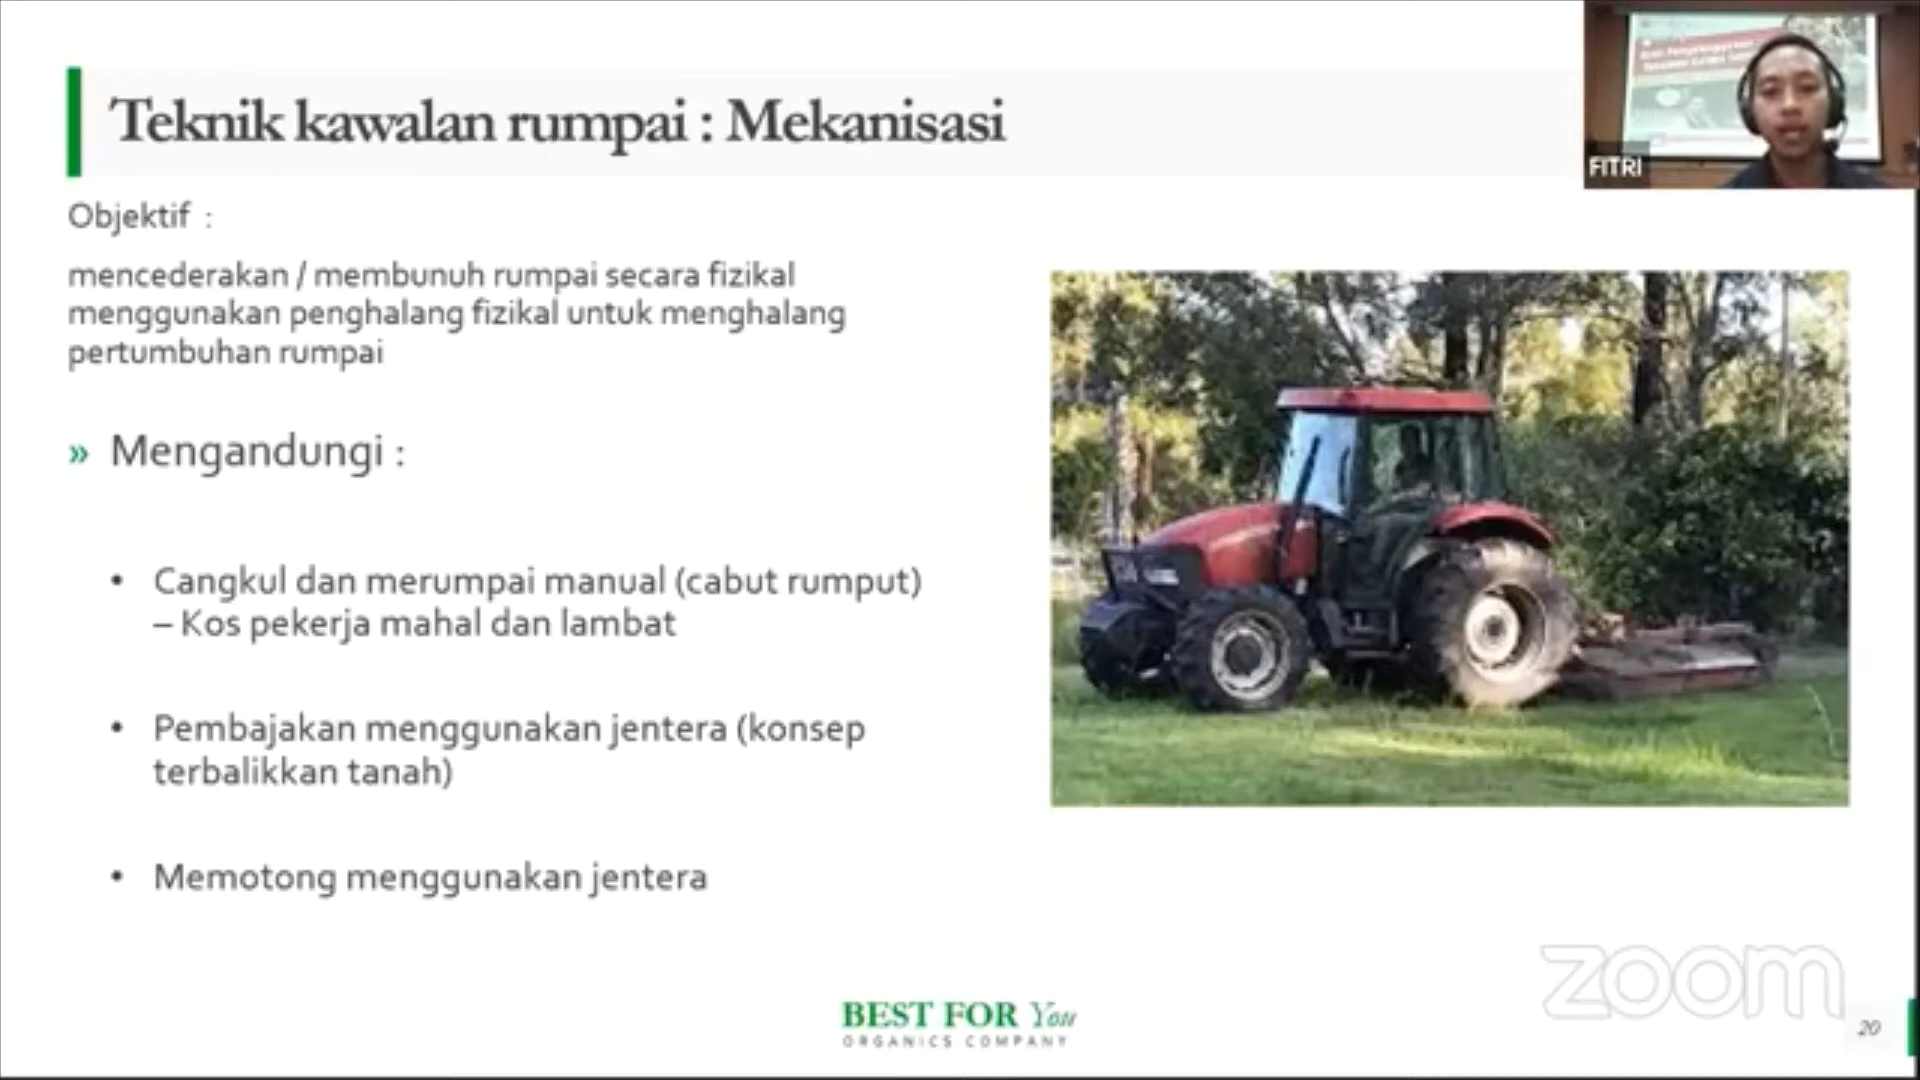 Teknik kawalan rumpai : Mekanisasi
FITRI
Objektif :
mencederakan / membunuh rumpai secara fizikal
menggunakan penghalang fizikal untuk menghalang
pertumbuhan rumpai
» Mengandungi :
• Cangkul dan merumpai manual (cabut rumput)
– Kos pekerja mahal dan lambat
• Pembajakan menggunakan jentera (konsep
terbalikkan tanah)
• Memotong menggunakan jentera
zoom
BEST FOR You
ORGANICS COMPANY
20